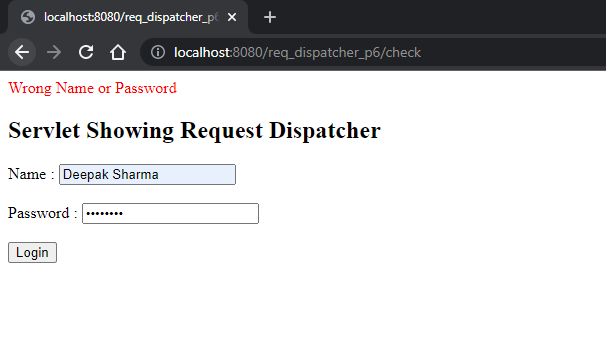 localhost:8080/req_dispatcher_p6
localhost:8080/req_dispatcher_p6/check
Wrong Name or Password
Servlet Showing Request Dispatcher
Name : Deepak Sharma
Password : ••••••••
Login